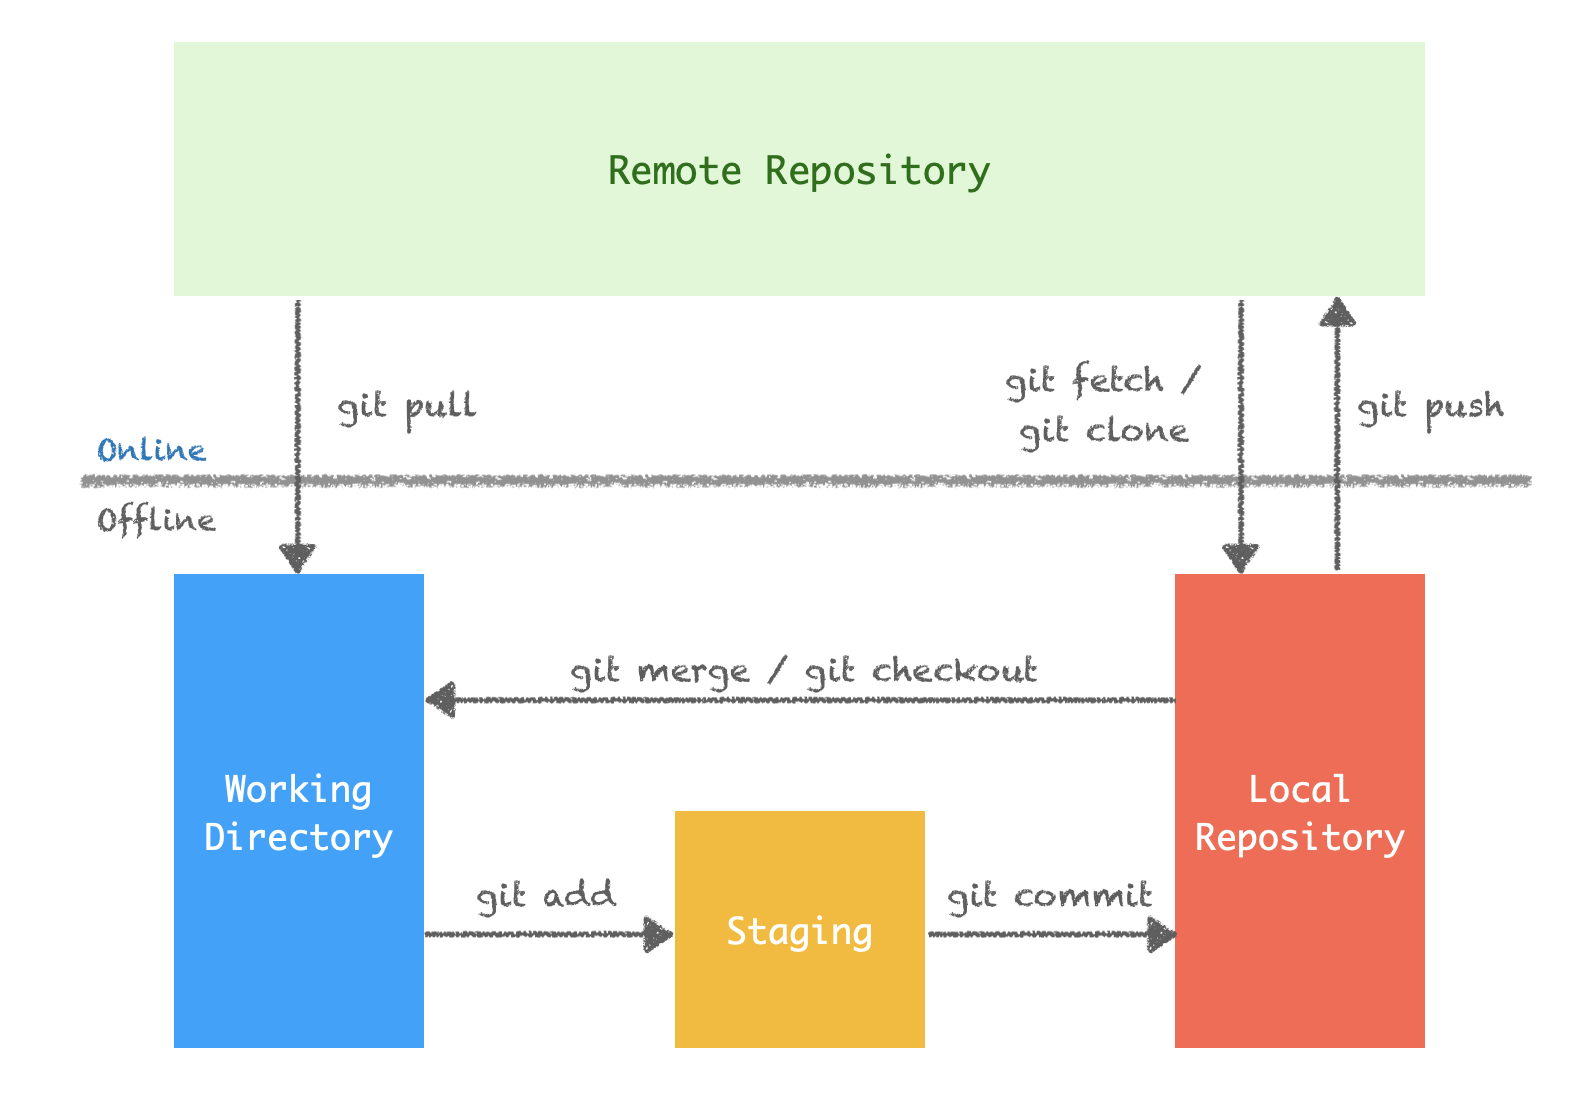 Remote Repository
git pull
git fetch /
git clone
git push
Online
Offline
git merge / git checkout
Working
Directory
Local
Repository
git add
Staging
git commit